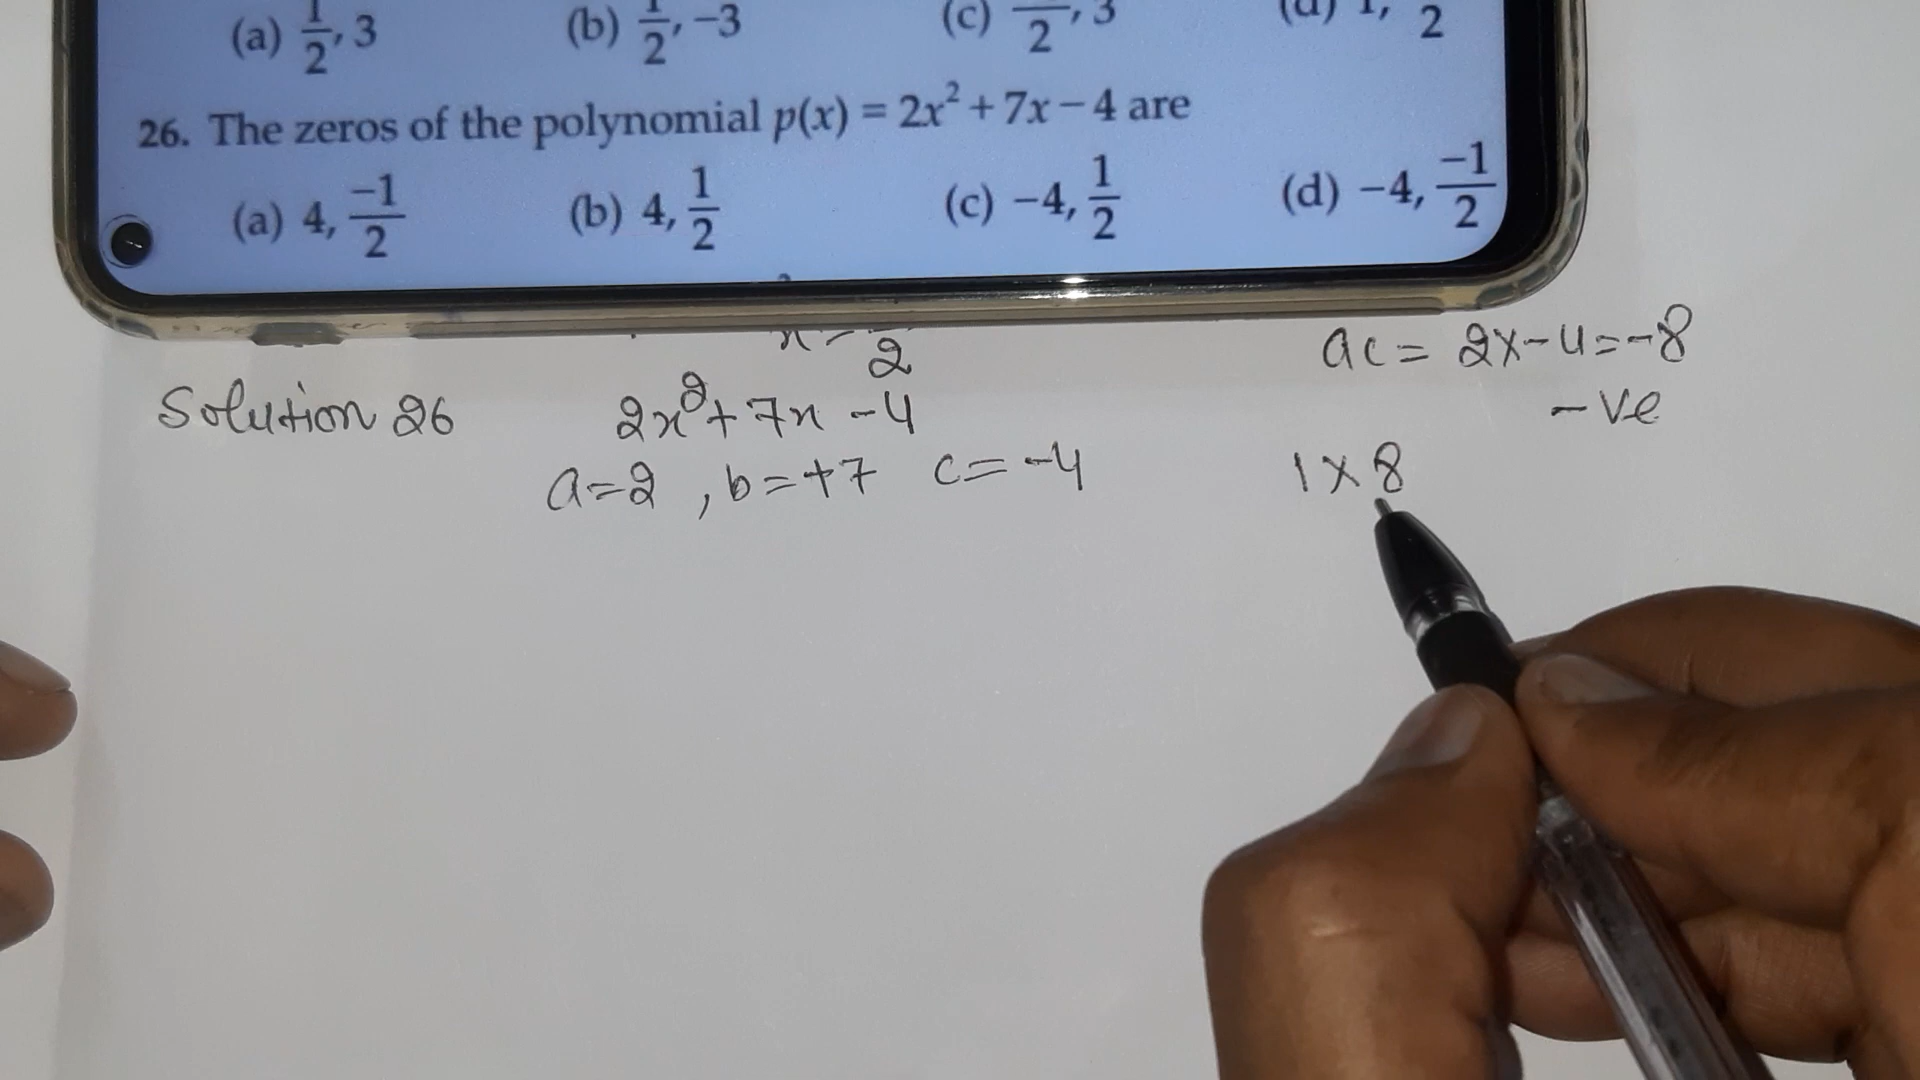 (a) 1/2, 3 (b) 1/2, −3 (c) /2, 3 (d) 1, /2
26. The zeros of the polynomial p(x) = 2x² + 7x − 4 are
(a) 4, −1/2 (b) 4, 1/2 (c) −4, 1/2 (d) −4, −1/2
x = /2
ac = 2x-4=-8
Solution 26 2x²+7x-4
-ve
a=2, b=+7 c=-4
1×8